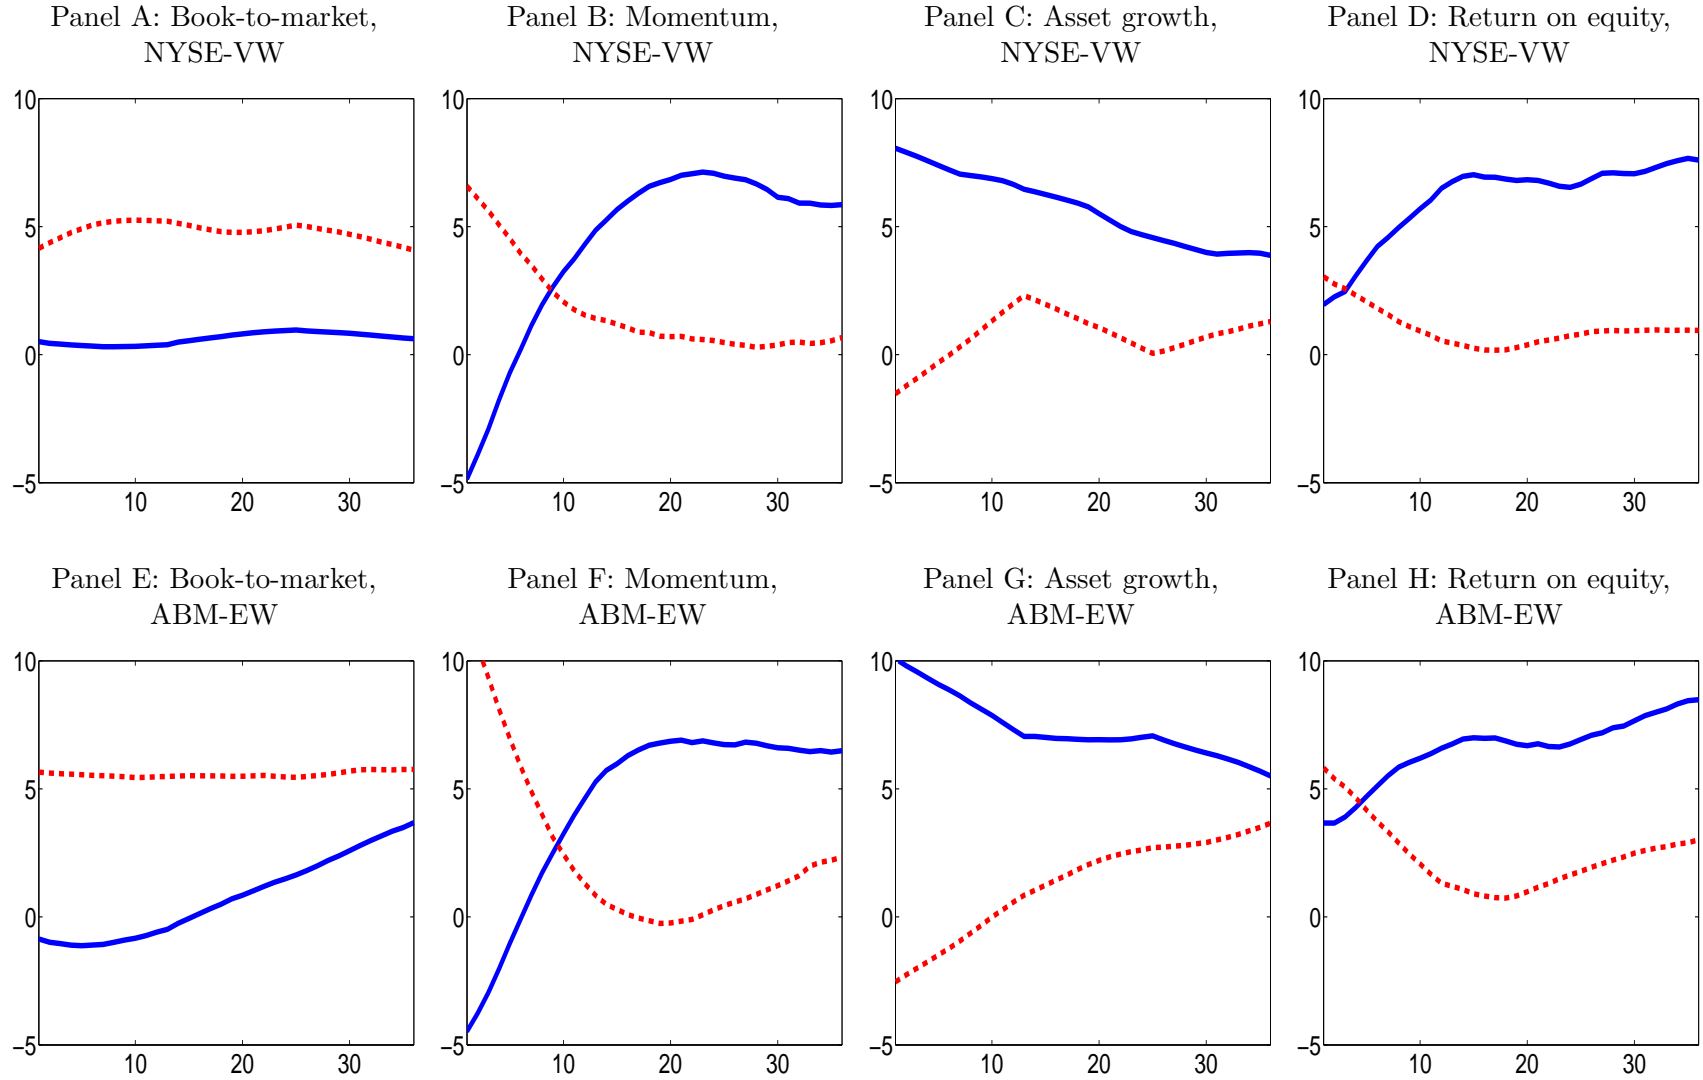 Panel A: Book-to-market,
NYSE-VW
Panel B: Momentum,
NYSE-VW
Panel C: Asset growth,
NYSE-VW
Panel D: Return on equity,
NYSE-VW
10
5
0
−5
10 20 30
10
5
0
−5
10 20 30
10
5
0
−5
10 20 30
10
5
0
−5
10 20 30
Panel E: Book-to-market,
ABM-EW
Panel F: Momentum,
ABM-EW
Panel G: Asset growth,
ABM-EW
Panel H: Return on equity,
ABM-EW
10
5
0
−5
10 20 30
10
5
0
−5
10 20 30
10
5
0
−5
10 20 30
10
5
0
−5
10 20 30